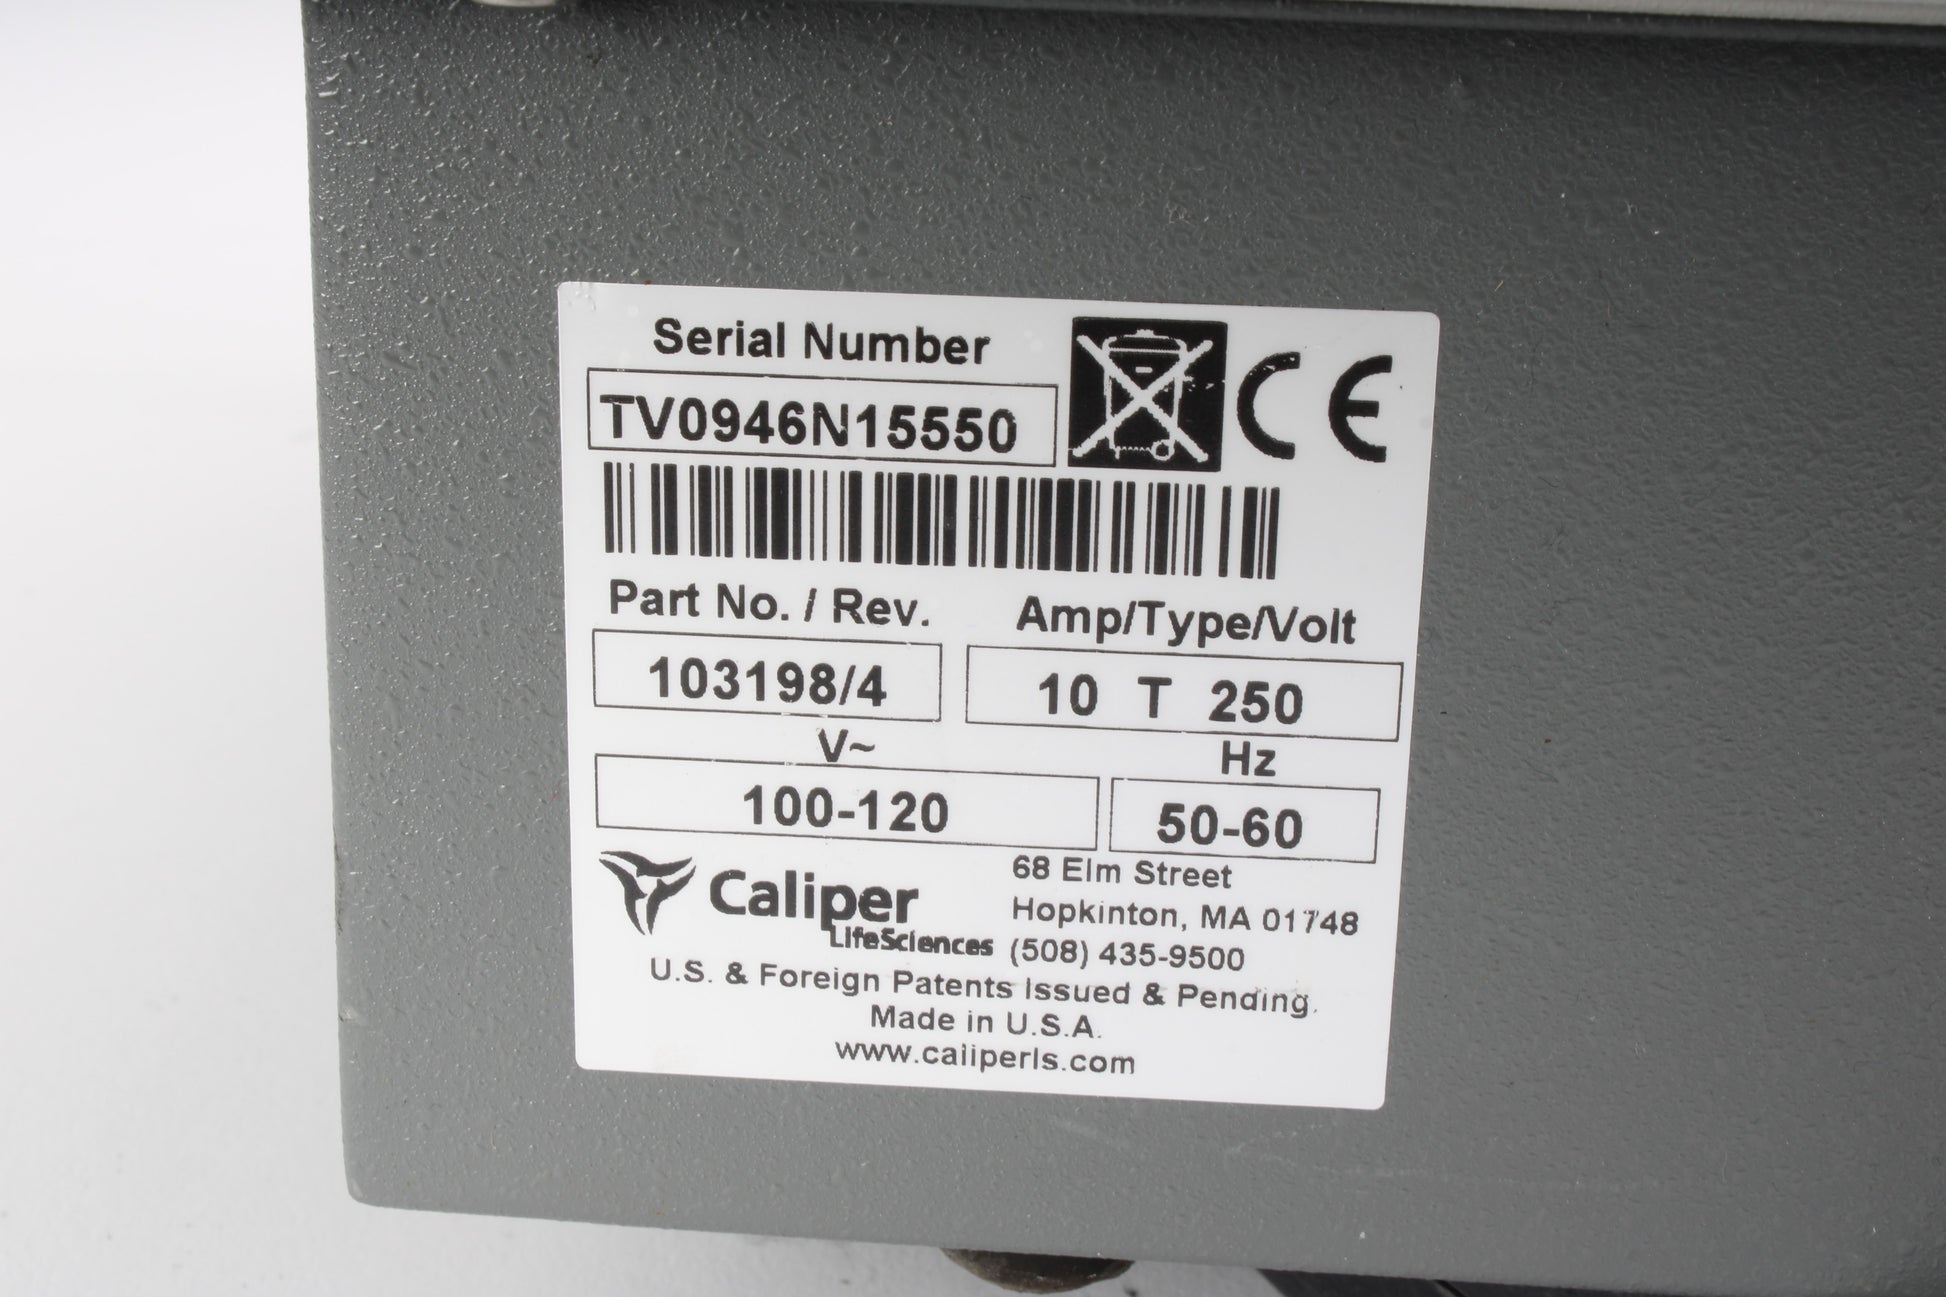 Serial Number
TV0946N15550
CE
Part No. / Rev. Amp/Type/Volt
103198/4 10 T 250
V~ Hz
100-120 50-60
Caliper
LifeSciences
68 Elm Street
Hopkinton, MA 01748
(508) 435-9500
U.S. & Foreign Patents Issued & Pending.
Made in U.S.A.
www.caliperls.com